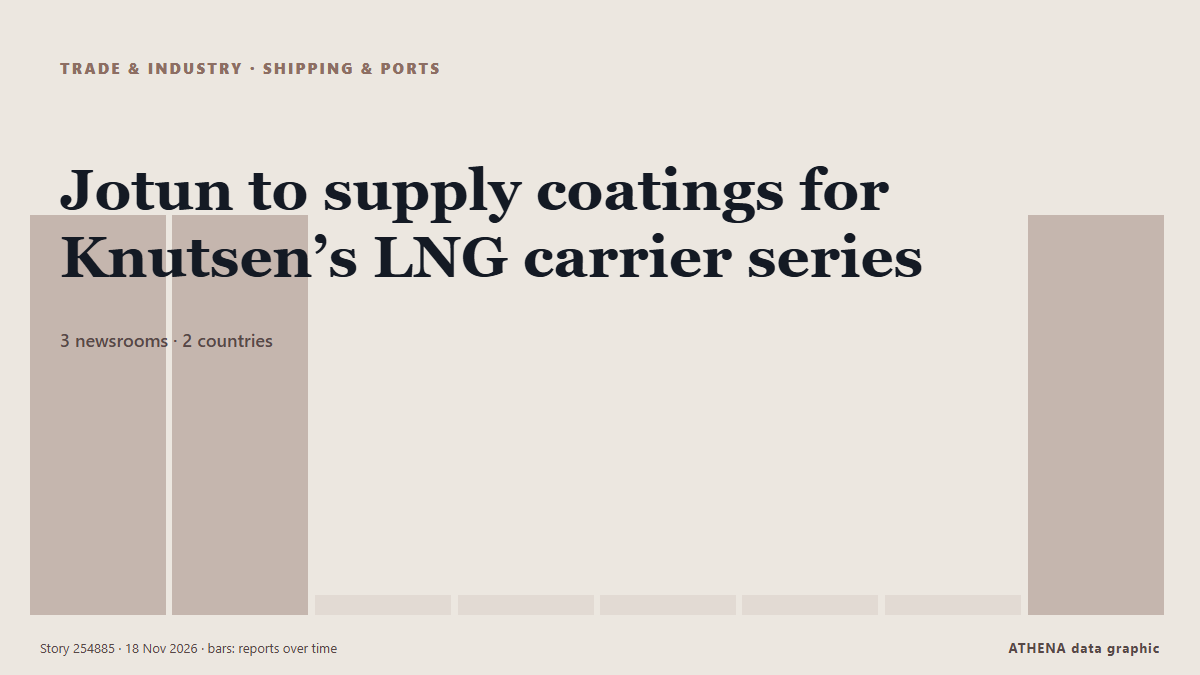 TRADE & INDUSTRY · SHIPPING & PORTS
Jotun to supply coatings for
Knutsen’s LNG carrier series
3 newsrooms · 2 countries
Story 254885 · 18 Nov 2026 · bars: reports over time
ATHENA data graphic